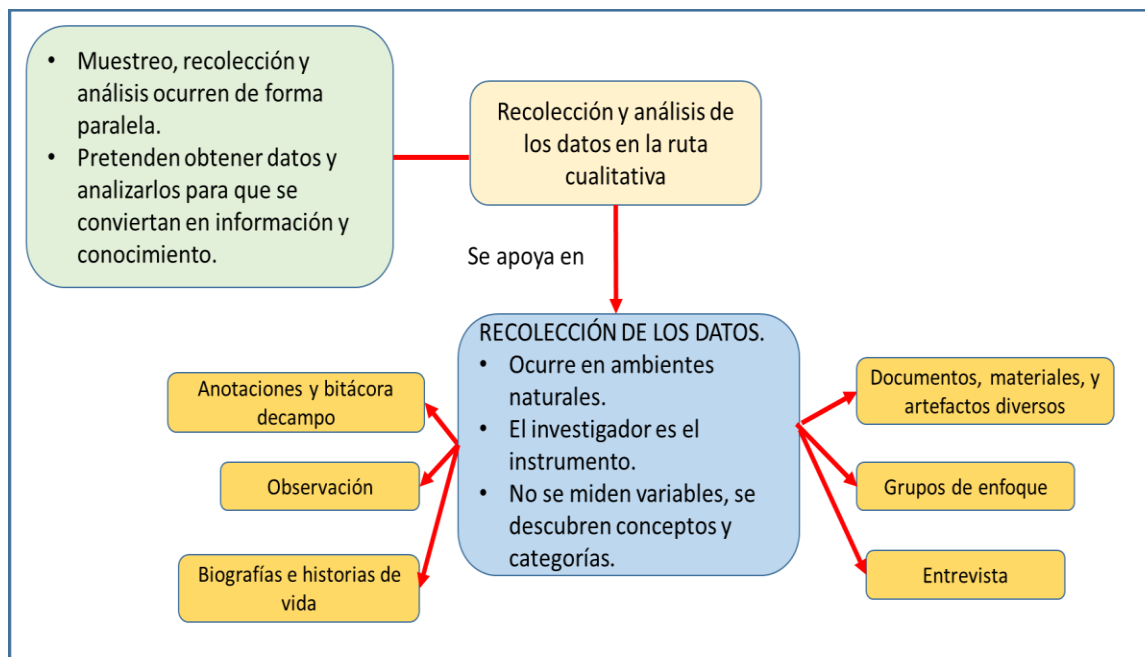 • Muestreo, recolección y
análisis ocurren de forma
paralela.
• Pretenden obtener datos y
analizarlos para que se
conviertan en información y
conocimiento.
Recolección y análisis de
los datos en la ruta
cualitativa
Se apoya en
RECOLECCIÓN DE LOS DATOS.
• Ocurre en ambientes
naturales.
• El investigador es el
instrumento.
• No se miden variables, se
descubren conceptos y
categorías.
Anotaciones y bitácora
decampo
Observación
Biografías e historias de
vida
Documentos, materiales, y
artefactos diversos
Grupos de enfoque
Entrevista